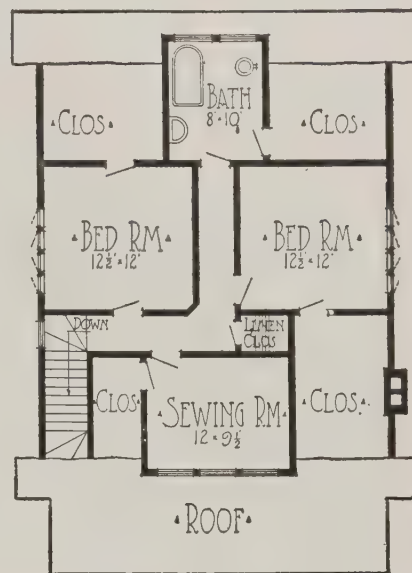 BATH
8'-10'
CLOS
CLOS
BED RM
12½'-12'
BED RM
12½'-12'
DOWN
LINEN
CLOS
CLOS
SEWING RM
12 × 9½
CLOS.
ROOF